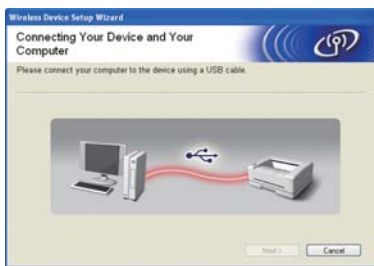 Wireless Device Setup Wizard
Connecting Your Device and Your
Computer
Please connect your computer to the device using a USB cable.
Next >
Cancel